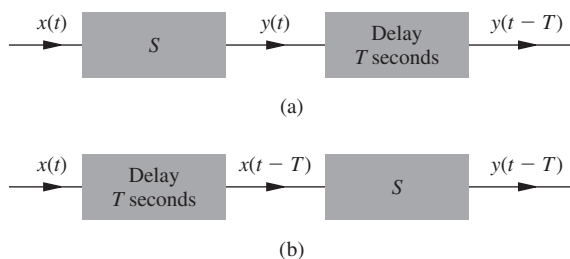 x(t)
S
y(t)
Delay
T seconds
y(t − T)
(a)
x(t)
Delay
T seconds
x(t − T)
S
y(t − T)
(b)